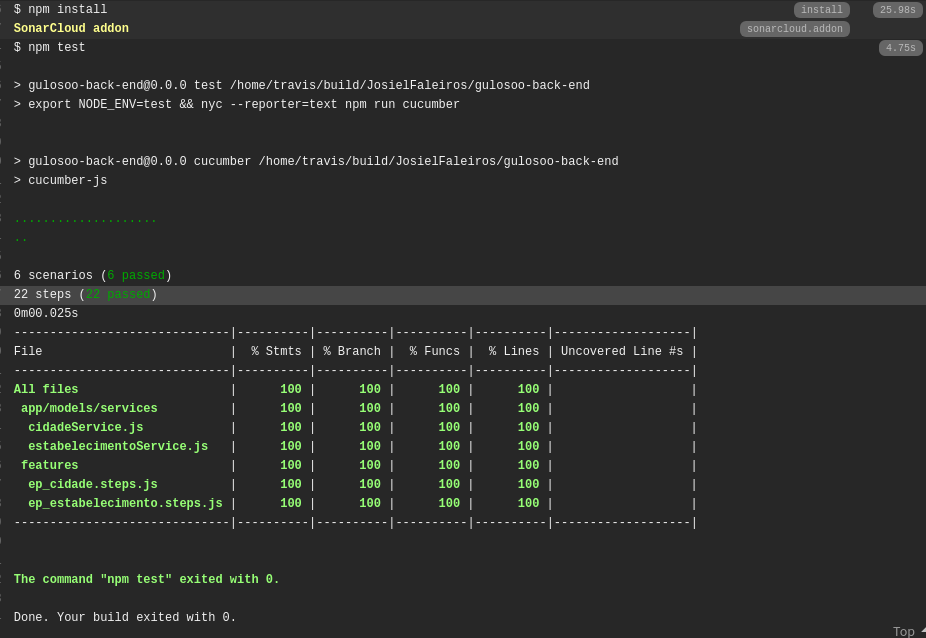 $ npm install install 25.98s
SonarCloud addon sonarcloud.addon
$ npm test 4.75s
> gulosoo-back-end@0.0.0 test /home/travis/build/JosielFaleiros/gulosoo-back-end
> export NODE_ENV=test && nyc --reporter=text npm run cucumber
> gulosoo-back-end@0.0.0 cucumber /home/travis/build/JosielFaleiros/gulosoo-back-end
> cucumber-js
....................
..
6 scenarios (6 passed)
22 steps (22 passed)
0m00.025s
------------------------------|----------|----------|----------|----------|-------------------|
File                          |  % Stmts | % Branch |  % Funcs |  % Lines | Uncovered Line #s |
------------------------------|----------|----------|----------|----------|-------------------|
All files                     |      100 |      100 |      100 |      100 |                   |
 app/models/services          |      100 |      100 |      100 |      100 |                   |
  cidadeService.js            |      100 |      100 |      100 |      100 |                   |
  estabelecimentoService.js   |      100 |      100 |      100 |      100 |                   |
 features                     |      100 |      100 |      100 |      100 |                   |
  ep_cidade.steps.js          |      100 |      100 |      100 |      100 |                   |
  ep_estabelecimento.steps.js |      100 |      100 |      100 |      100 |                   |
------------------------------|----------|----------|----------|----------|-------------------|
The command "npm test" exited with 0.
Done. Your build exited with 0.
Top